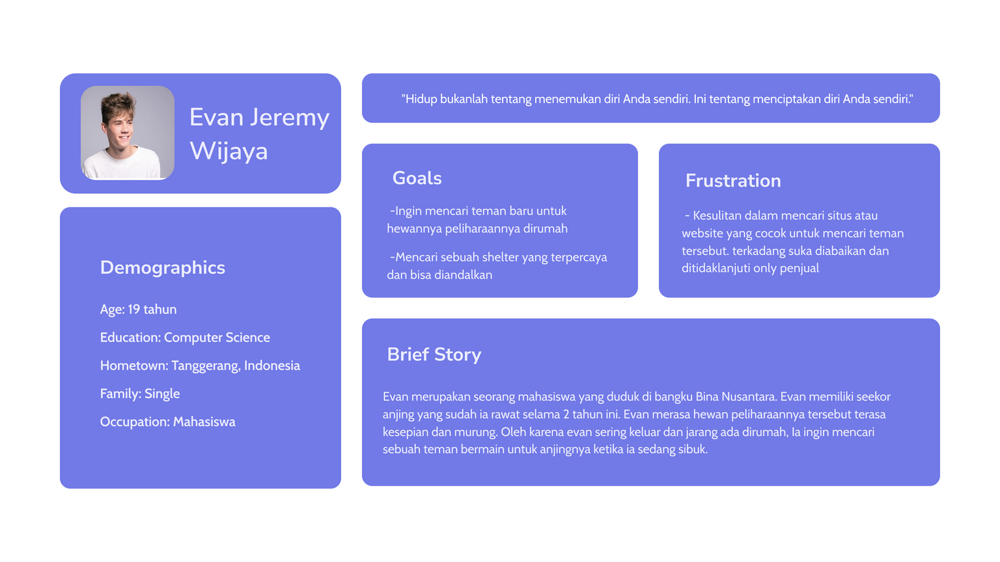 Evan Jeremy
Wijaya
"Hidup bukanlah tentang menemukan diri Anda sendiri. Ini tentang menciptakan diri Anda sendiri."
Demographics
Age: 19 tahun
Education: Computer Science
Hometown: Tanggerang, Indonesia
Family: Single
Occupation: Mahasiswa
Goals
-Ingin mencari teman baru untuk
hewannya peliharaannya dirumah
-Mencari sebuah shelter yang terpercaya
dan bisa diandalkan
Frustration
- Kesulitan dalam mencari situs atau
website yang cocok untuk mencari teman
tersebut. terkadang suka diabaikan dan
ditidaklanjuti only penjual
Brief Story
Evan merupakan seorang mahasiswa yang duduk di bangku Bina Nusantara. Evan memiliki seekor
anjing yang sudah ia rawat selama 2 tahun ini. Evan merasa hewan peliharaannya tersebut terasa
kesepian dan murung. Oleh karena evan sering keluar dan jarang ada dirumah, Ia ingin mencari
sebuah teman bermain untuk anjingnya ketika ia sedang sibuk.